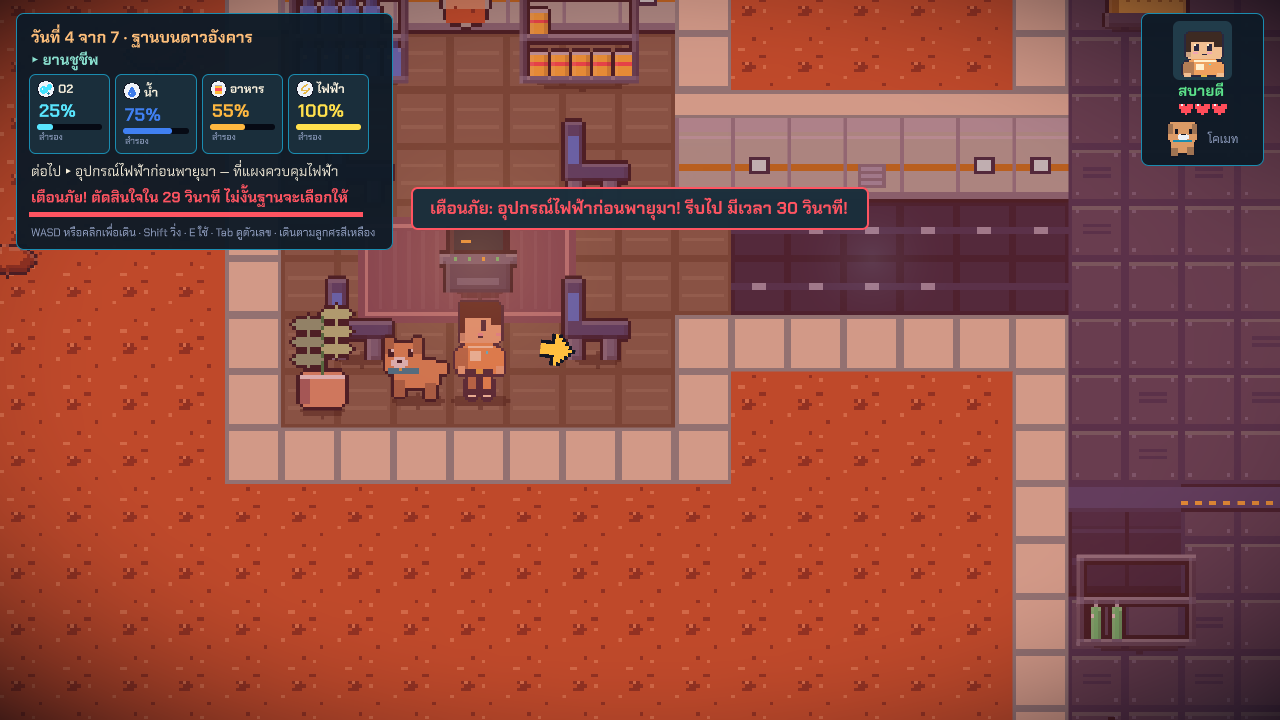 วันที่ 4 จาก 7 · ฐานบนดาวอังคาร
‣ ยานชูชีพ
O2
25%
สำรอง
น้ำ
75%
สำรอง
อาหาร
55%
สำรอง
ไฟฟ้า
100%
สำรอง
ต่อไป ‣ อุปกรณ์ไฟฟ้าก่อนพายุมา — ที่แผงควบคุมไฟฟ้า
เตือนภัย! ตัดสินใจใน 29 วินาที ไม่งั้นฐานจะเลือกให้
WASD หรือคลิกเพื่อเดิน · Shift วิ่ง · E ใช้ · Tab ดูตัวเลข · เดินตามลูกศรสีเหลือง
เตือนภัย: อุปกรณ์ไฟฟ้าก่อนพายุมา! รีบไป มีเวลา 30 วินาที!
สบายดี
โคเมท